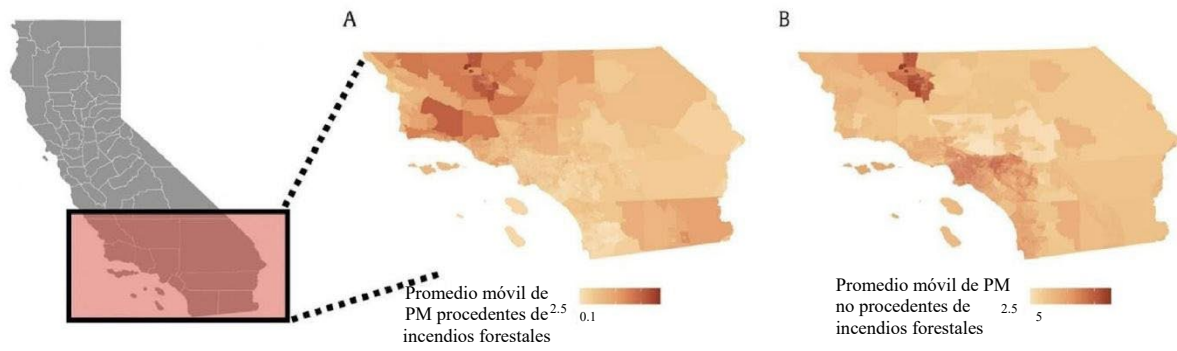 A
B
Promedio móvil de
PM procedentes de 2.5
incendios forestales
0.1
Promedio móvil de PM
no procedentes de 2.5
incendios forestales
5